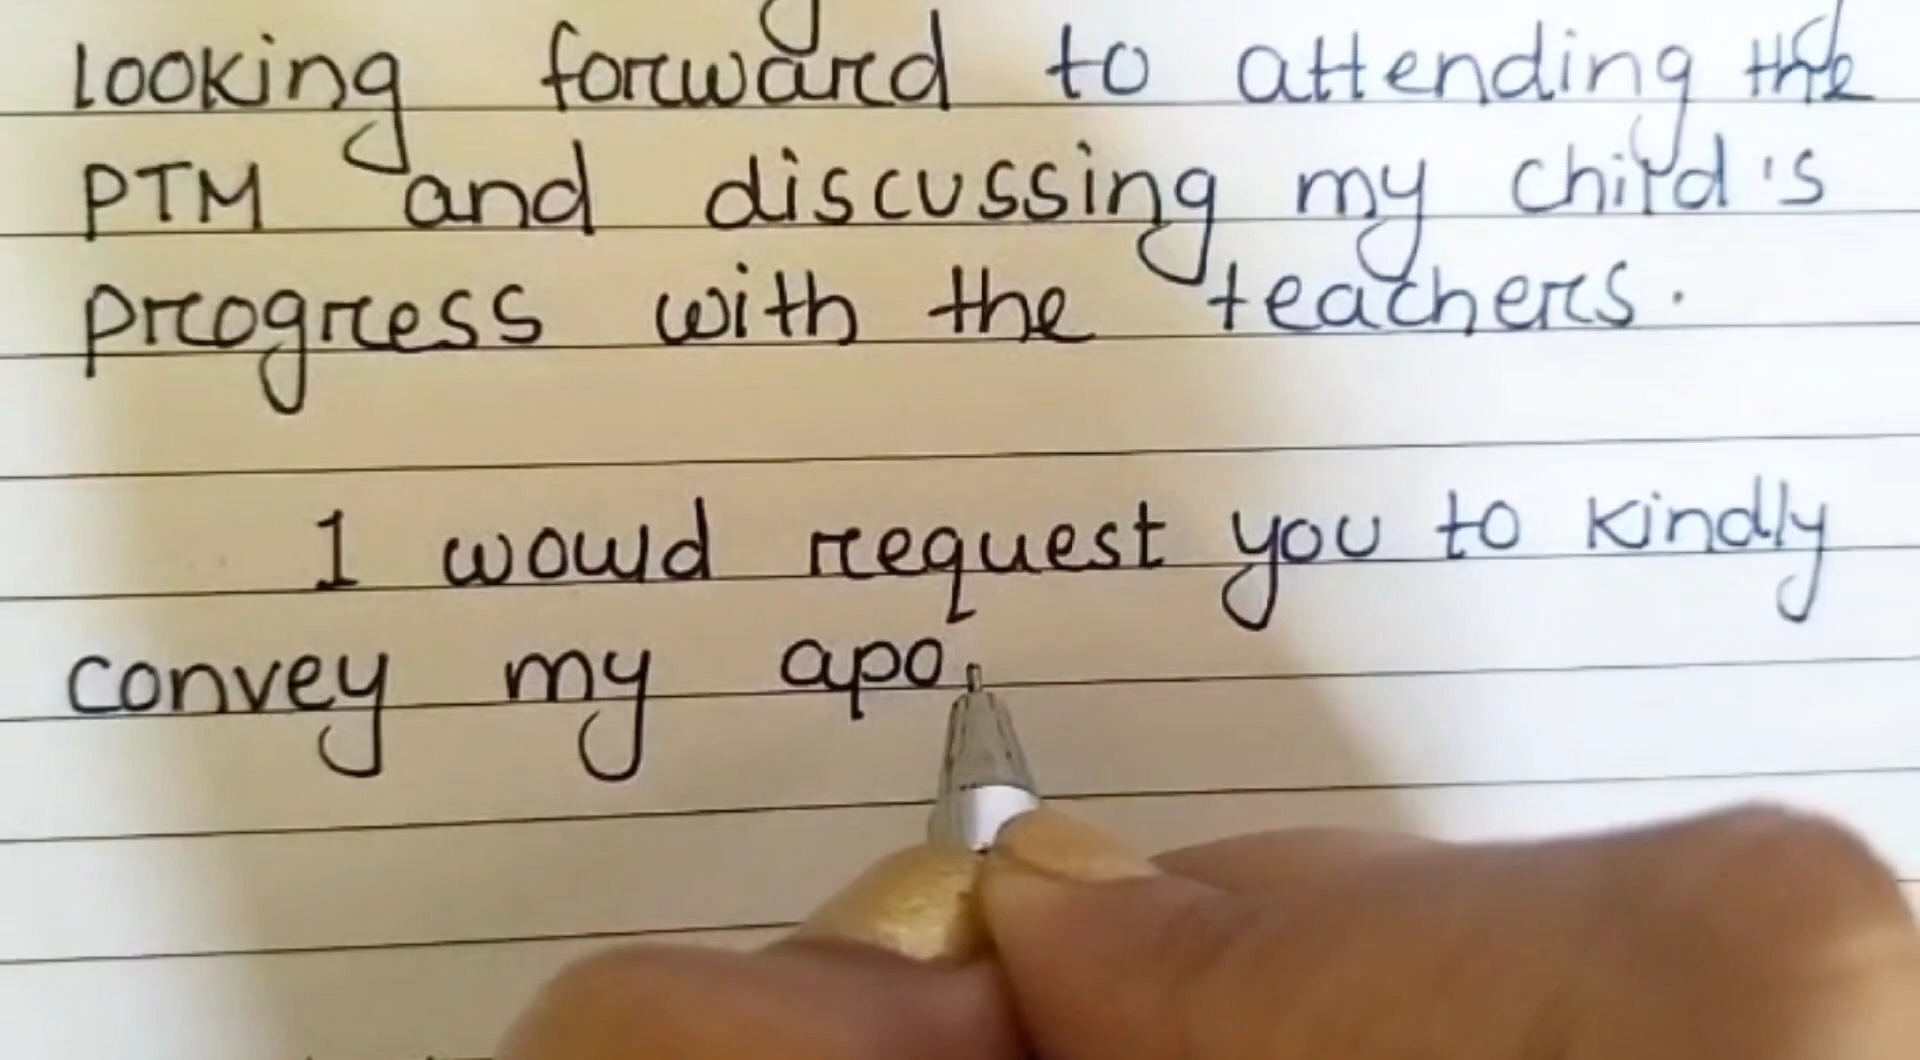 looking forward to attending the
PTM and discussing my child's
progress with the teachers.
I would request you to kindly
convey my apo